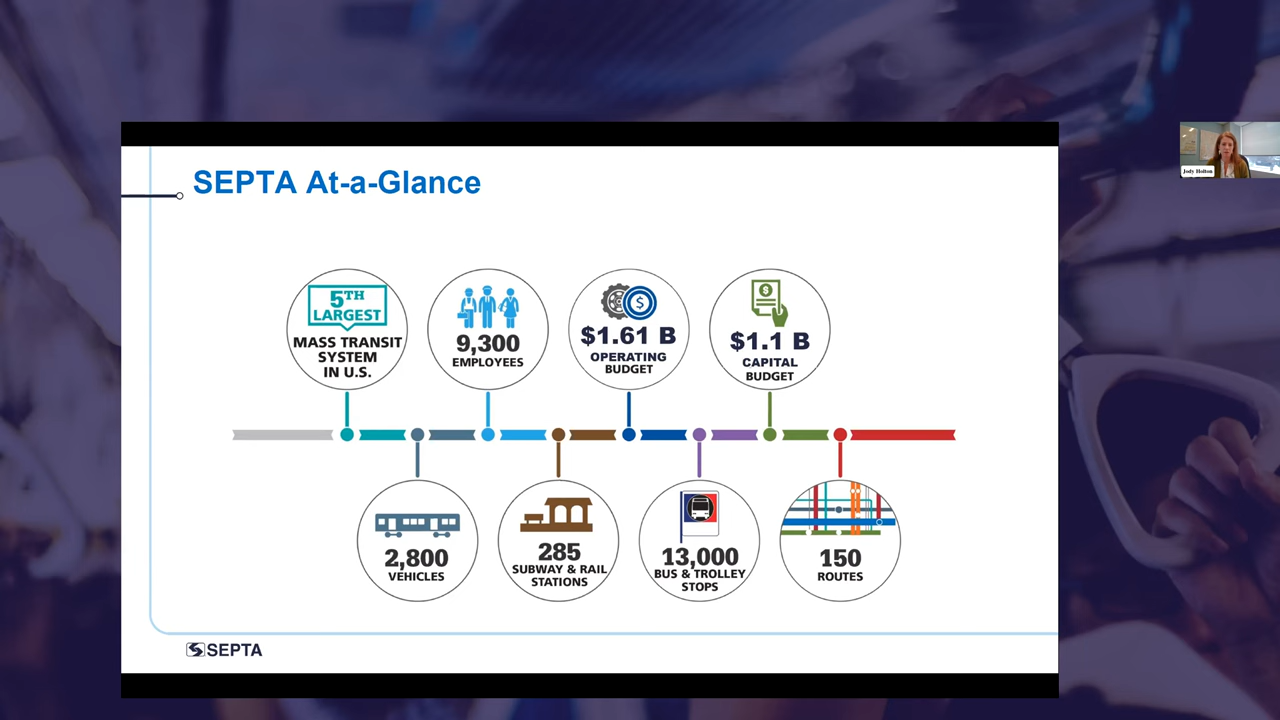 SEPTA At-a-Glance
5TH
LARGEST
MASS TRANSIT
SYSTEM
IN U.S.
9,300
EMPLOYEES
$1.61 B
OPERATING
BUDGET
$1.1 B
CAPITAL
BUDGET
2,800
VEHICLES
285
SUBWAY & RAIL
STATIONS
13,000
BUS & TROLLEY
STOPS
150
ROUTES
SEPTA
Jody Holton